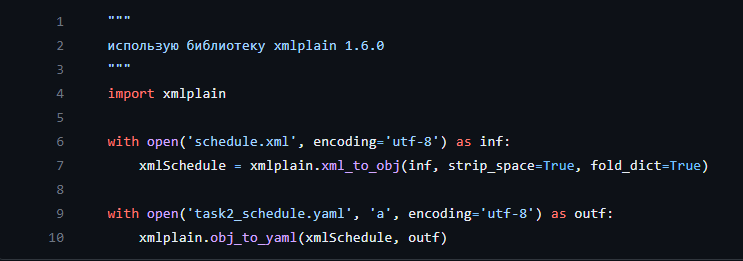 1 """
2 использую библиотеку xmlplain 1.6.0
3 """
4 import xmlplain
5
6 with open('schedule.xml', encoding='utf-8') as inf:
7     xmlSchedule = xmlplain.xml_to_obj(inf, strip_space=True, fold_dict=True)
8
9 with open('task2_schedule.yaml', 'a', encoding='utf-8') as outf:
10     xmlplain.obj_to_yaml(xmlSchedule, outf)